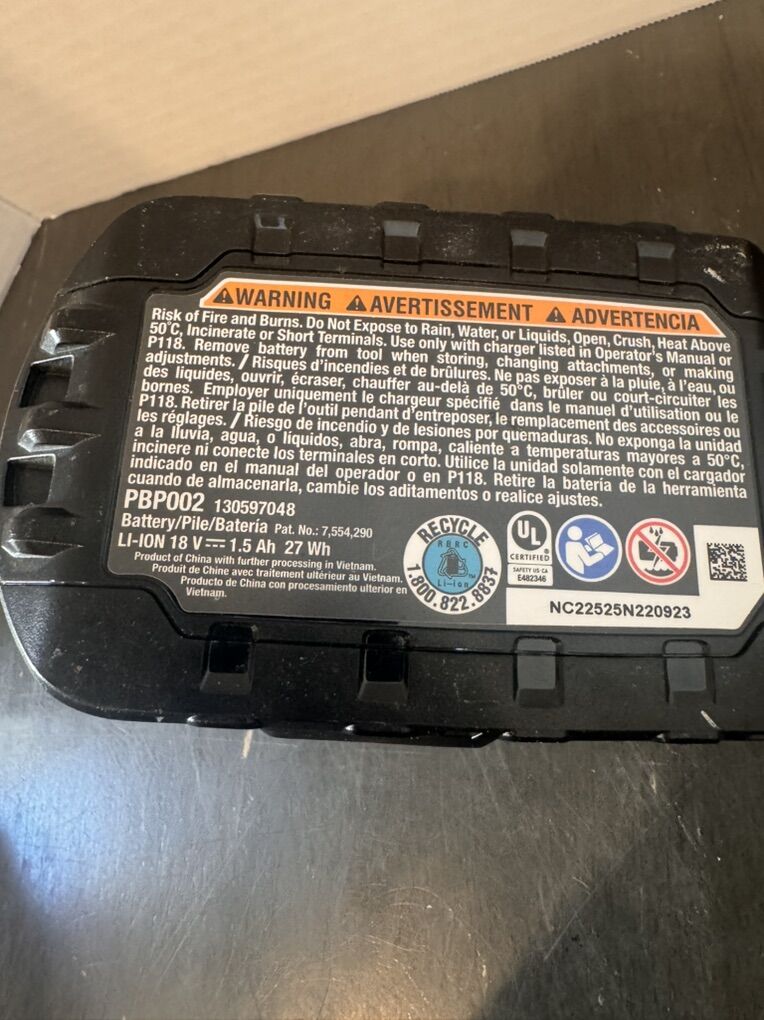 WARNING AVERTISSEMENT ADVERTENCIA
Risk of Fire and Burns. Do Not Expose to Rain, Water, or Liquids, Open, Crush, Heat Above
50°C, Incinerate or Short Terminals. Use only with charger listed in Operator's Manual or
P118. Remove battery from tool when storing, changing attachments, or making
adjustments. / Risques d'incendies et de brûlures. Ne pas exposer à la pluie, à l'eau, ou
des liquides, ouvrir, écraser, chauffer au-delà de 50°C, brûler ou court-circuiter les
bornes. Employer uniquement le chargeur spécifié dans le manuel d'utilisation ou le
P118. Retirer la pile de l'outil pendant d'entreposer, le remplacement des accessoires ou
les réglages. / Riesgo de incendio y de lesiones por quemaduras. No exponga la unidad
a la lluvia, agua, o líquidos, abra, rompa, caliente a temperaturas mayores a 50°C,
incinere ni conecte los terminales en corto. Utilice la unidad solamente con el cargador
indicado en el manual del operador o en P118. Retire la batería de la herramienta
cuando de almacenarla, cambie los aditamentos o realice ajustes.
PBP002 130597048
Battery/Pile/Batería Pat. No.: 7,554,290
LI-ION 18 V 1.5 Ah 27 Wh
Product of China with further processing in Vietnam.
Produit de China avec traitement ultérieur au Vietnam.
Producto de China con procesamiento ulterior en
Vietnam.
RECYCLE
RBRC
Li-ion
TM
1.800.822.8837
UL
CERTIFIED
SAFETY US-CA
E482346
NC22525N220923